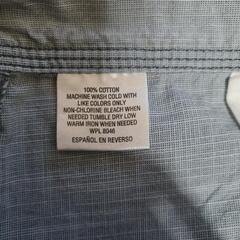 100% COTTON
MACHINE WASH COLD WITH
LIKE COLORS ONLY
NON-CHLORINE BLEACH WHEN
NEEDED TUMBLE DRY LOW
WARM IRON WHEN NEEDED
WPL 8046
ESPAÑOL EN REVERSO